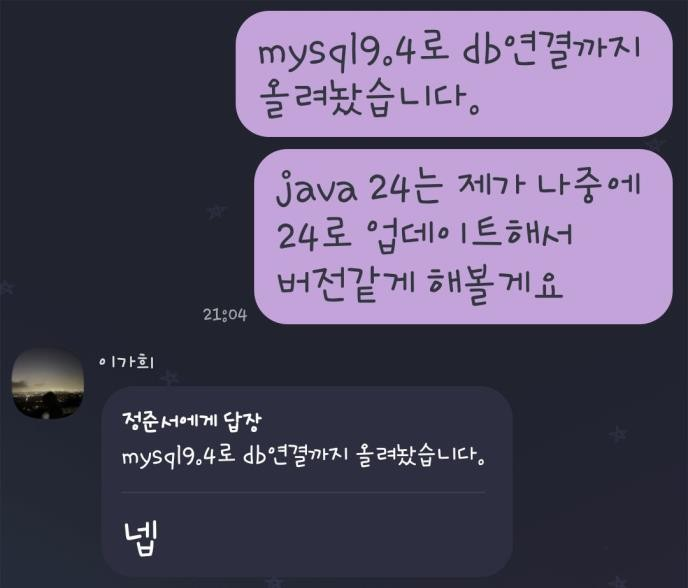 mysql9.4로 db연결까지
올려놨습니다.
java 24는 제가 나중에
24로 업데이트해서
버전같게 해볼게요
21:04
이가희
정준서에게 답장
mysql9.4로 db연결까지 올려놨습니다.
넵